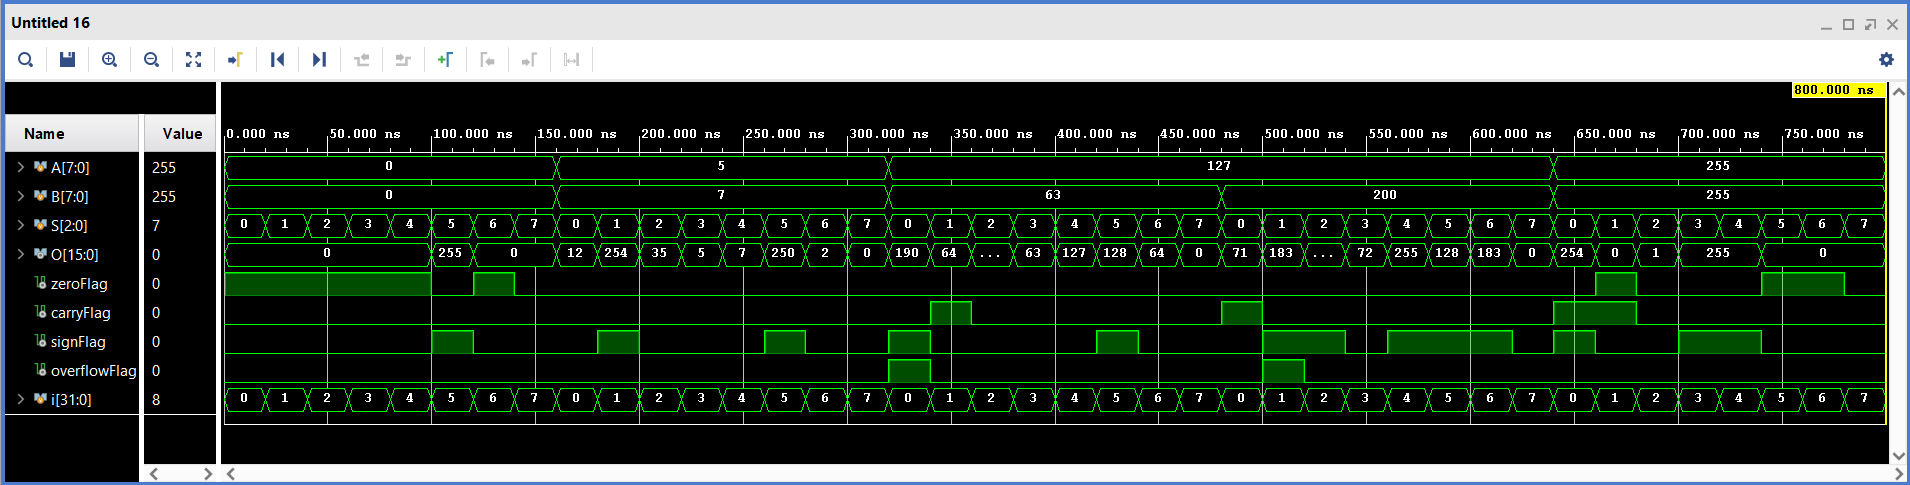 Untitled 16
800.000 ns
Name Value 0.000 ns 50.000 ns 100.000 ns 150.000 ns 200.000 ns 250.000 ns 300.000 ns 350.000 ns 400.000 ns 450.000 ns 500.000 ns 550.000 ns 600.000 ns 650.000 ns 700.000 ns 750.000 ns
A[7:0] 255 0 5 127 255
B[7:0] 255 0 7 63 200 255
S[2:0] 7 0 1 2 3 4 5 6 7 0 1 2 3 4 5 6 7 0 1 2 3 4 5 6 7 0 1 2 3 4 5 6 7 0 1 2 3 4 5 6 7
O[15:0] 0 0 255 0 12 254 35 5 7 250 2 0 190 64 ... 63 127 128 64 0 71 183 ... 72 255 128 183 0 254 0 1 255 0
zeroFlag 0
carryFlag 0
signFlag 0
overflowFlag 0
i[31:0] 8 0 1 2 3 4 5 6 7 0 1 2 3 4 5 6 7 0 1 2 3 4 5 6 7 0 1 2 3 4 5 6 7 0 1 2 3 4 5 6 7